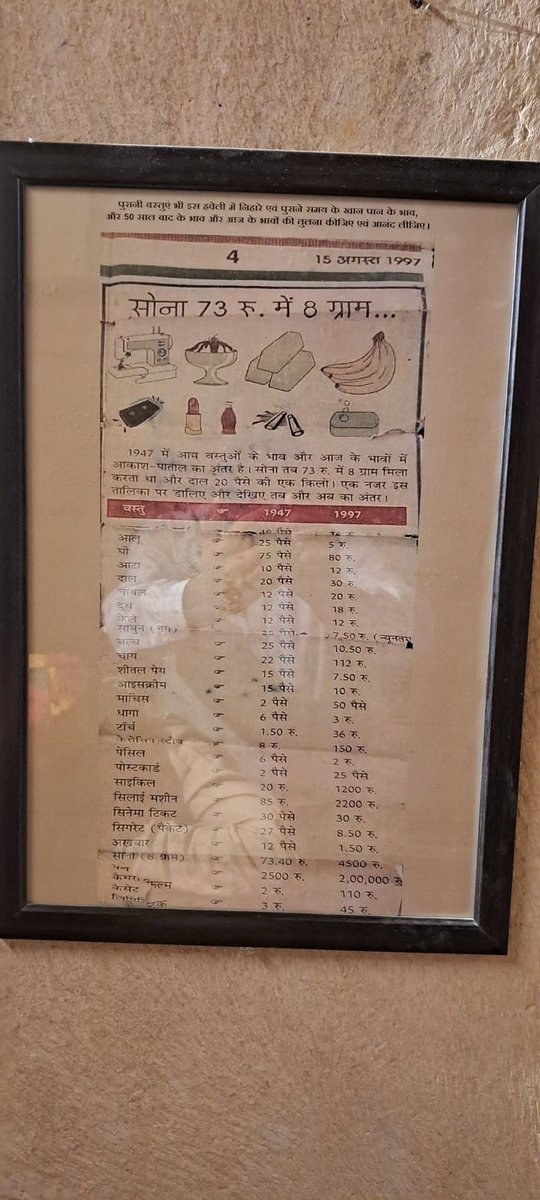 पुरानी वस्तुएं भी इस हवेली में निहारे एवं पुराने समय के खान पान के भाव,
और 50 साल बाद के भाव और आज के भावों की तुलना कीजिए एवं आनंद लीजिए।
4 15 अगस्त 1997
सोना 73 रु. में 8 ग्राम...
1947 में आम वस्तुओं के भाव और आज के भावों में
आकाश-पाताल का अंतर है। सोना तब 73 रु. में 8 ग्राम मिला
करता था और दाल 20 पैसे की एक किलो। एक नजर इस
तालिका पर डालिए और देखिए तब और अब का अंतर।
वस्तु ☞ 1947 1997
आलू ☞ 25 पैसे 5 रु.
घी ☞ 75 पैसे 80 रु.
आटा ☞ 10 पैसे 12 रु.
दाल ☞ 20 पैसे 30 रु.
चावल ☞ 12 पैसे 20 रु.
दूध ☞ 12 पैसे 18 रु.
केले ☞ 12 पैसे 12 रु.
साबुन (नग) ☞ 7.50 रु. (न्यूनतम
बल्ब ☞ 25 पैसे 10.50 रु.
चाय ☞ 22 पैसे 112 रु.
शीतल पेय ☞ 15 पैसे 7.50 रु.
आइसक्रीम ☞ 15 पैसे 10 रु.
माचिस ☞ 2 पैसे 50 पैसे
धागा ☞ 6 पैसे 3 रु.
टॉर्च ☞ 1.50 रु. 36 रु.
☞ 8 रु. 150 रु.
पेंसिल ☞ 6 पैसे 2 रु.
पोस्टकार्ड ☞ 2 पैसे 25 पैसे
साइकिल ☞ 20 रु. 1200 रु.
सिलाई मशीन ☞ 85 रु. 2200 रु.
सिनेमा टिकट ☞ 30 पैसे 30 रु.
सिगरेट (पैकेट) ☞ 27 पैसे 8.50 रु.
अखबार ☞ 12 पैसे 1.50 रु.
सोना (8 ग्राम) ☞ 73.40 रु. 4500 रु.
☞ 2500 रु. 2,00,000 रु
कैसेट ☞ 2 रु. 110 रु.
☞ 3 रु. 45 रु.